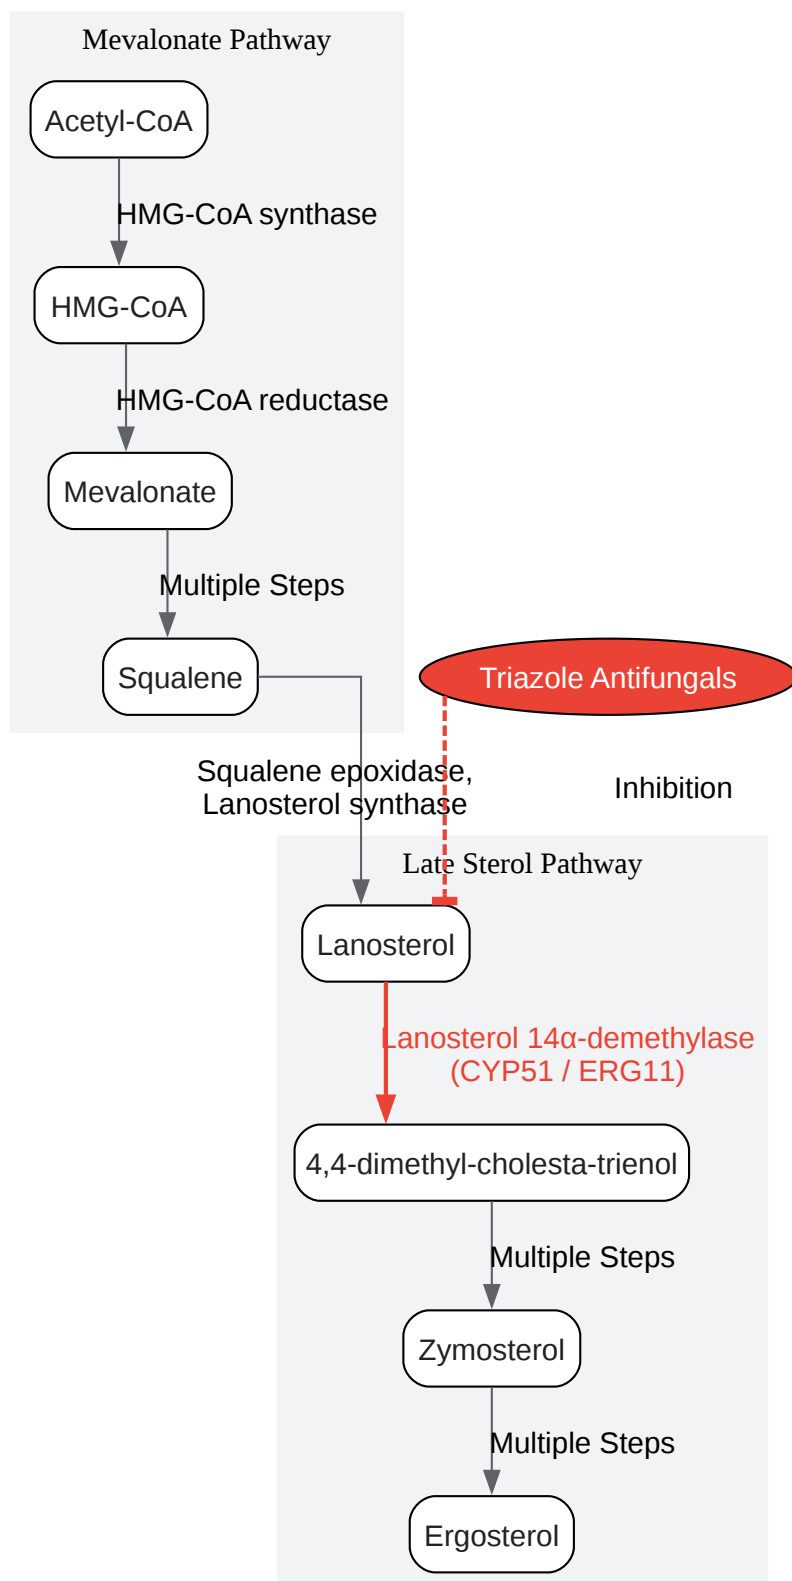 Mevalonate Pathway
Acetyl-CoA
HMG-CoA synthase
HMG-CoA
HMG-CoA reductase
Mevalonate
Multiple Steps
Squalene
Triazole Antifungals
Squalene epoxidase,
Lanosterol synthase
Inhibition
Late Sterol Pathway
Lanosterol
Lanosterol 14α-demethylase
(CYP51 / ERG11)
4,4-dimethyl-cholesta-trienol
Multiple Steps
Zymosterol
Multiple Steps
Ergosterol